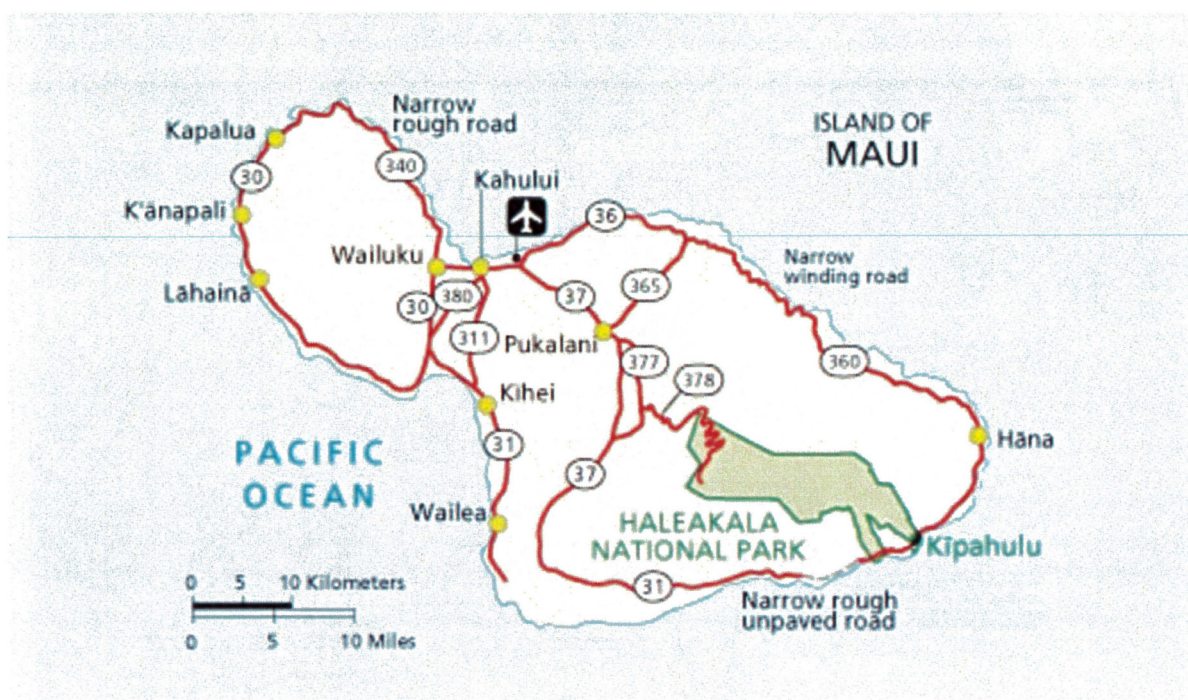 ISLAND OF
MAUI
Narrow
rough road
Kapalua
340
30
Kahului
K'ānapali
36
Wailuku
Narrow
winding road
Lāhainā
30
380
37
365
311
Pukalani
377
360
378
Kīhei
Hāna
31
PACIFIC
OCEAN
37
Wailea
HALEAKALA
NATIONAL PARK
Kīpahulu
31
Narrow rough
unpaved road
0 5 10 Kilometers
0 5 10 Miles